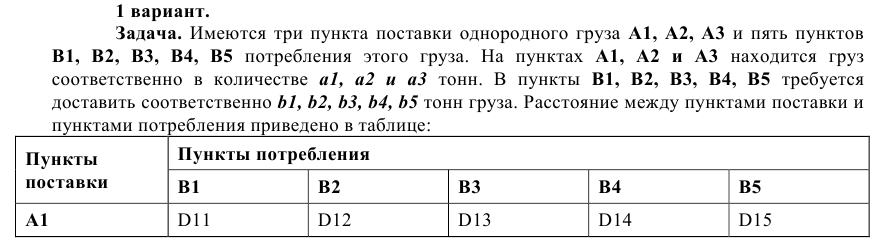 1 вариант.
Задача. Имеются три пункта поставки однородного груза А1, А2, А3 и пять пунктов
В1, В2, В3, В4, В5 потребления этого груза. На пунктах А1, А2 и А3 находится груз
соответственно в количестве а1, а2 и а3 тонн. В пункты В1, В2, В3, В4, В5 требуется
доставить соответственно b1, b2, b3, b4, b5 тонн груза. Расстояние между пунктами поставки и
пунктами потребления приведено в таблице:
Пункты поставки Пункты потребления
В1 В2 В3 В4 В5
А1 D11 D12 D13 D14 D15